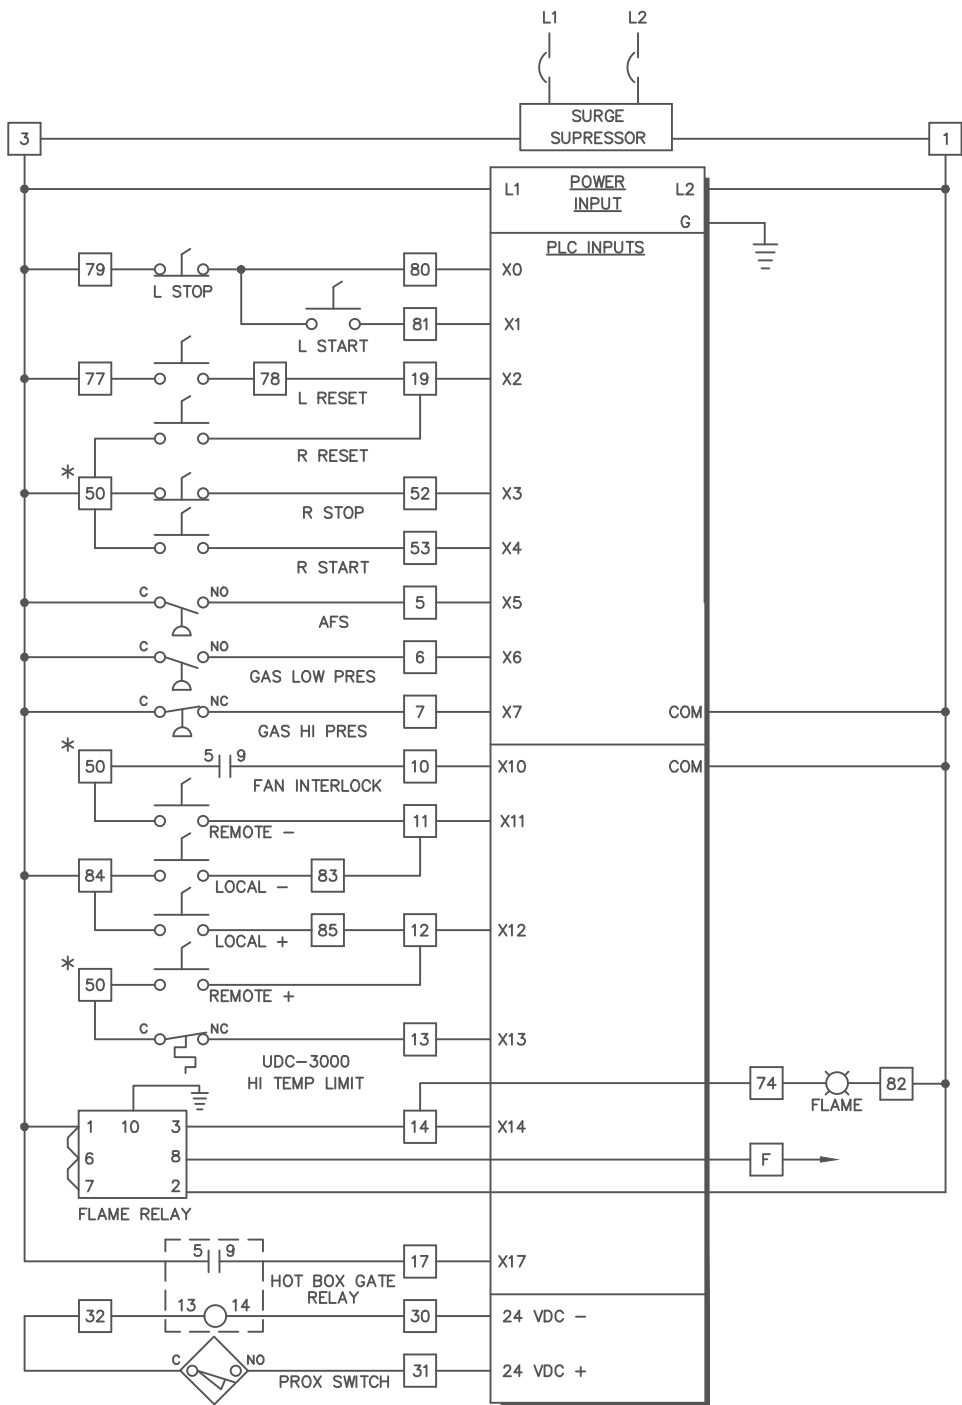 L1 L2
SURGE
SUPRESSOR
3 1
L1 POWER L2
INPUT
G
PLC INPUTS
79 80 X0
L STOP
81 X1
L START
77 78 19 X2
L RESET
R RESET
* 50 52 X3
R STOP
53 X4
R START
C NO 5 X5
AFS
C NO 6 X6
GAS LOW PRES
C NC 7 X7 COM
GAS HI PRES
* 50 5 9 10 X10 COM
FAN INTERLOCK
11 X11
REMOTE -
84 83
LOCAL -
85 12 X12
LOCAL +
* 50
REMOTE +
C NC 13 X13
UDC-3000
HI TEMP LIMIT
74 82
FLAME
1 10 3 14 X14
6 8 F
7 2
FLAME RELAY
5 9 17 X17
HOT BOX GATE
RELAY
32 13 14 30 24 VDC -
C NO 31 24 VDC +
PROX SWITCH